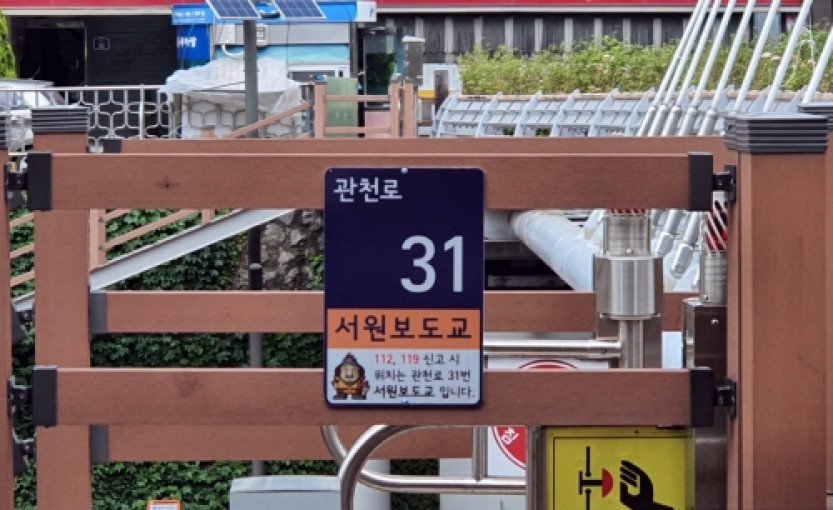 관천로
31
서원보도교
112, 119 신고 시
위치는 관천로 31번
서원보도교 입니다.